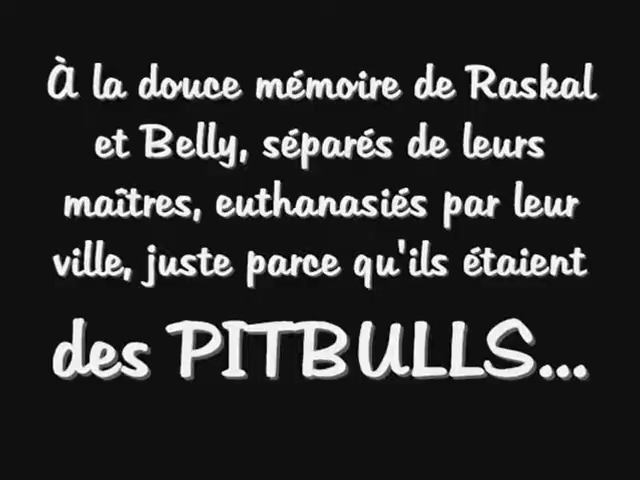 À la douce mémoire de Raskal
et Belly, séparés de leurs
maîtres, euthanasiés par leur
ville, juste parce qu'ils étaient
des PITBULLS...